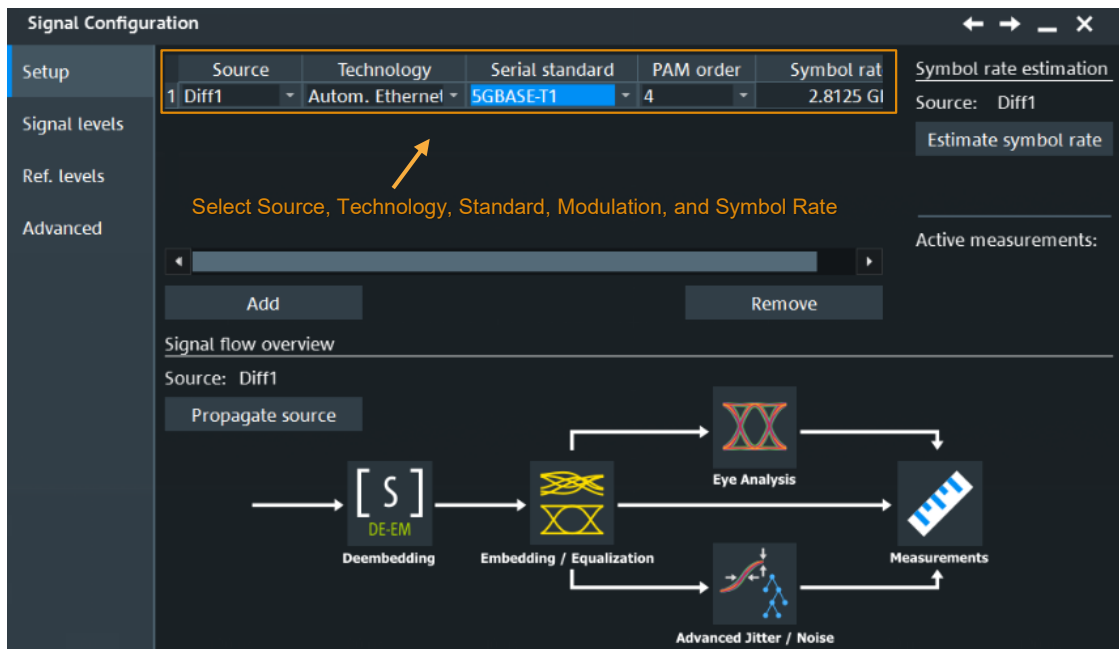 Signal Configuration
Setup
Signal levels
Ref. levels
Advanced
Source Technology Serial standard PAM order Symbol rat
1 Diff1 Autom. Ethernet 5GBASE-T1 4 2.8125 G
Select Source, Technology, Standard, Modulation, and Symbol Rate
Symbol rate estimation
Source: Diff1
Estimate symbol rate
Active measurements:
Add Remove
Signal flow overview
Source: Diff1
Propagate source
[S]
DE-EM
Deembedding
Embedding / Equalization
Eye Analysis
Measurements
Advanced Jitter / Noise